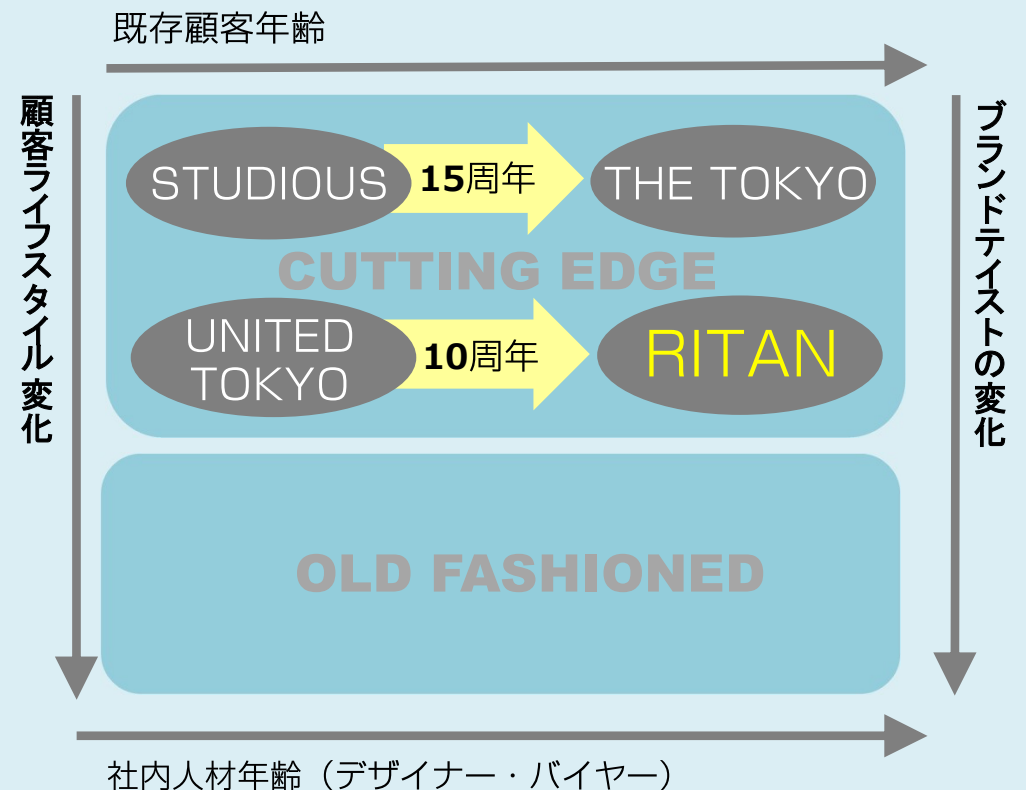 既存顧客年齢
顧客ライフスタイル変化
ブランドテイストの変化
STUDIOUS
15周年
THE TOKYO
CUTTING EDGE
UNITED
TOKYO
10周年
RITAN
OLD FASHIONED
社内人材年齢（デザイナー・バイヤー）